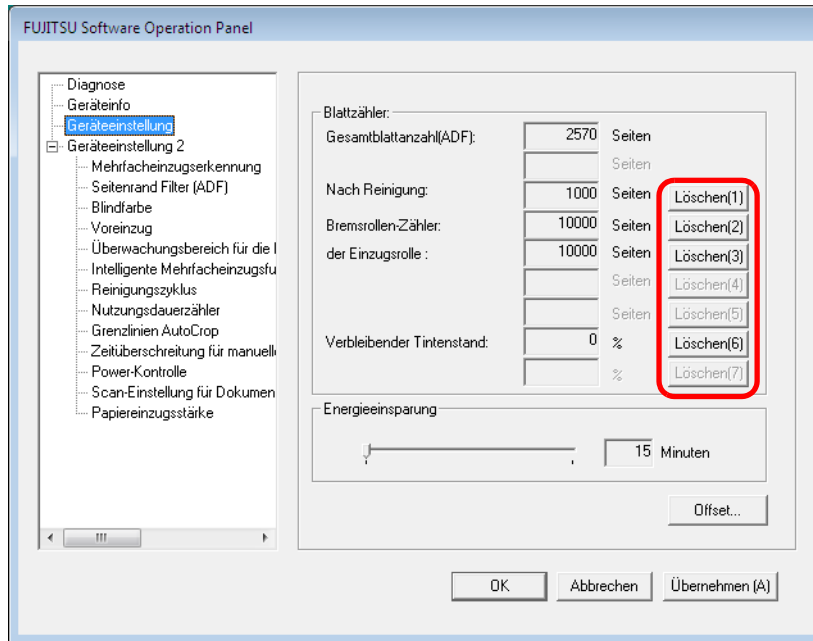 FUJITSU Software Operation Panel
Diagnose
Geräteinfo
Geräteeinstellung
Geräteeinstellung 2
Mehrfacheinzugserkennung
Seitenrand Filter (ADF)
Blindfarbe
Voreinzug
Überwachungsbereich für die
Intelligente Mehrfacheinzugsfu
Reinigungszyklus
Nutzungsdauerzähler
Grenzlinien AutoCrop
Zeitüberschreitung für manuell
Power-Kontrolle
Scan-Einstellung für Dokumen
Papiereinzugsstärke
Blattzähler:
Gesamtblattanzahl(ADF): 2570 Seiten
Seiten
Nach Reinigung: 1000 Seiten Löschen(1)
Bremsrollen-Zähler: 10000 Seiten Löschen(2)
der Einzugsrolle : 10000 Seiten Löschen(3)
Seiten Löschen(4)
Seiten Löschen(5)
Verbleibender Tintenstand: 0 % Löschen(6)
% Löschen(7)
Energieeinsparung
15 Minuten
Offset...
OK Abbrechen Übernehmen (A)